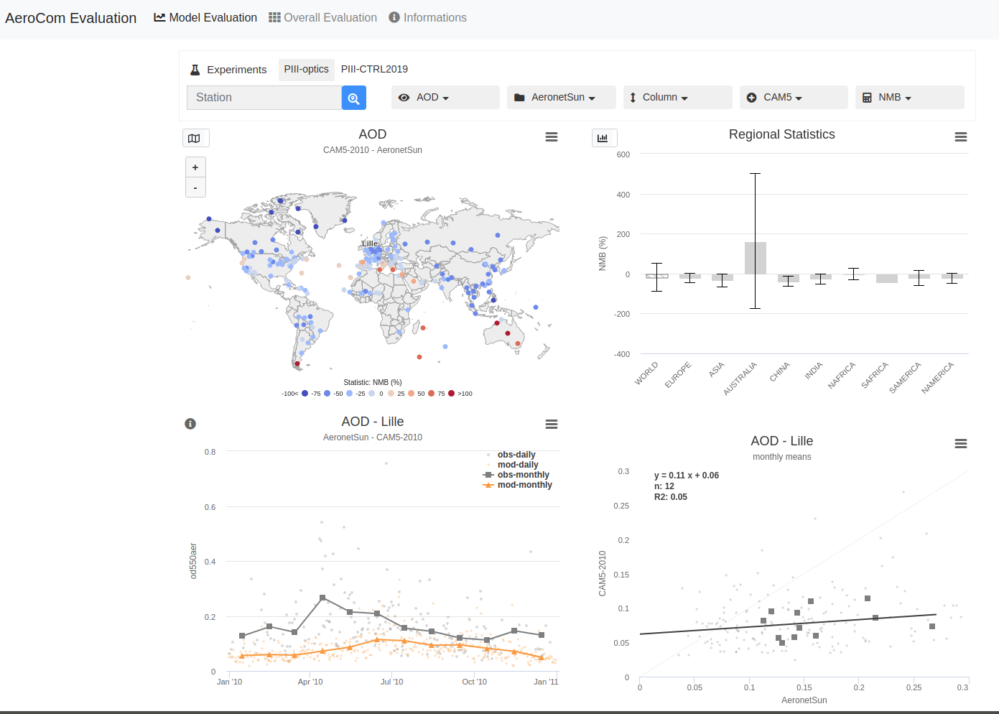 AeroCom Evaluation
Model Evaluation
Overall Evaluation
Informations
Experiments
PIII-optics
PIII-CTRL2019
Station
AOD
AeronetSun
Column
CAM5
NMB
AOD
CAM5-2010 - AeronetSun
+
-
Lille
Statistic: NMB (%)
-100< -75 -50 -25 0 25 50 75 >100
Regional Statistics
NMB (%)
600
400
200
0
-200
-400
WORLD
EUROPE
ASIA
AUSTRALIA
CHINA
INDIA
NAFRICA
SAFRICA
SAMERICA
NAMERICA
AOD - Lille
AeronetSun - CAM5-2010
obs-daily
mod-daily
obs-monthly
mod-monthly
od550aer
0.8
0.6
0.4
0.2
0
Jan '10 Apr '10 Jul '10 Oct '10 Jan '11
AOD - Lille
monthly means
y = 0.11 x + 0.06
n: 12
R2: 0.05
CAM5-2010
0.3
0.25
0.2
0.15
0.1
0.05
0
0 0.05 0.1 0.15 0.2 0.25 0.3
AeronetSun